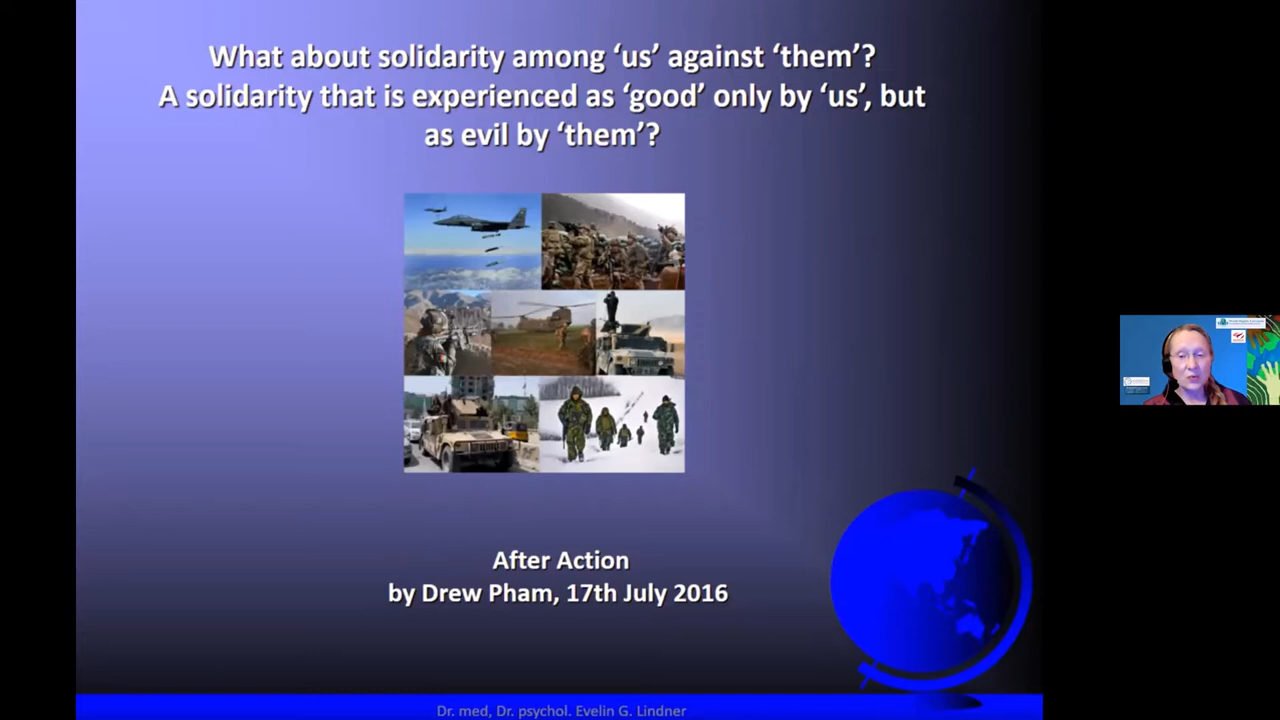 What about solidarity among ‘us’ against ‘them’?
A solidarity that is experienced as ‘good’ only by ‘us’, but
as evil by ‘them’?
After Action
by Drew Pham, 17th July 2016
Dr. med, Dr. psychol. Evelin G. Lindner